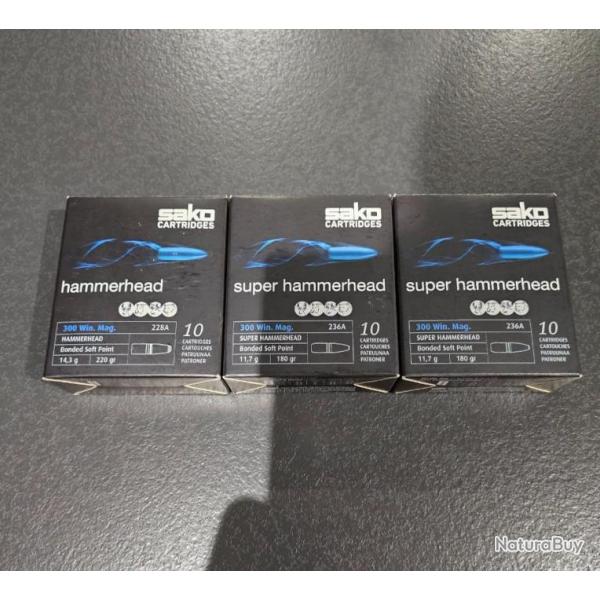 sako
CARTRIDGES
hammerhead
300 Win. Mag. 228A
HAMMERHEAD
Bonded Soft Point
14,3 g 220 gr
10
CARTRIDGES
CARTOUCHES
PATRUUNAA
PATRONER
sako
CARTRIDGES
super hammerhead
300 Win. Mag. 236A
SUPER HAMMERHEAD
Bonded Soft Point
11,7 g 180 gr
10
CARTRIDGES
CARTOUCHES
PATRUUNAA
PATRONER
sako
CARTRIDGES
super hammerhead
300 Win. Mag. 236A
SUPER HAMMERHEAD
Bonded Soft Point
11,7 g 180 gr
10
CARTRIDGES
CARTOUCHES
PATRUUNAA
PATRONER
NaturaBuy